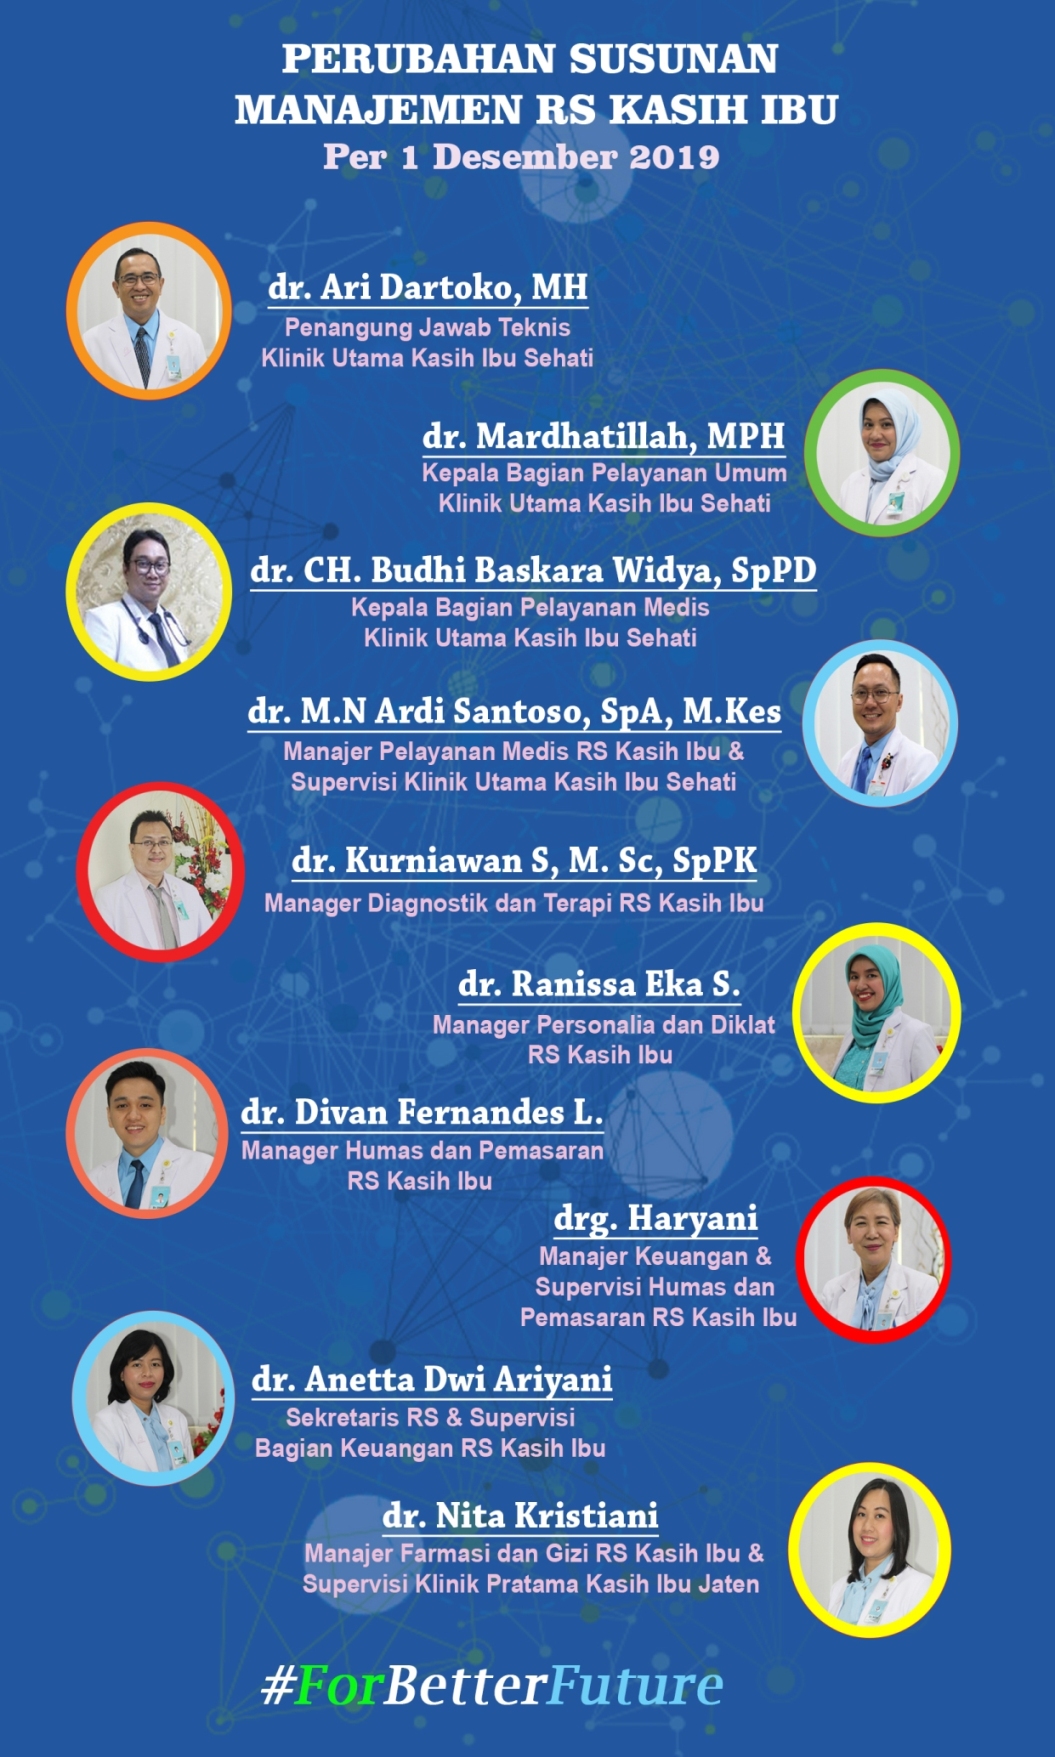 PERUBAHAN SUSUNAN
MANAJEMEN RS KASIH IBU
Per 1 Desember 2019
dr. Ari Dartoko, MH
Penangung Jawab Teknis
Klinik Utama Kasih Ibu Sehati
dr. Mardhatillah, MPH
Kepala Bagian Pelayanan Umum
Klinik Utama Kasih Ibu Sehati
dr. CH. Budhi Baskara Widya, SpPD
Kepala Bagian Pelayanan Medis
Klinik Utama Kasih Ibu Sehati
dr. M.N Ardi Santoso, SpA, M.Kes
Manajer Pelayanan Medis RS Kasih Ibu &
Supervisi Klinik Utama Kasih Ibu Sehati
dr. Kurniawan S, M. Sc, SpPK
Manager Diagnostik dan Terapi RS Kasih Ibu
dr. Ranissa Eka S.
Manager Personalia dan Diklat
RS Kasih Ibu
dr. Divan Fernandes L.
Manager Humas dan Pemasaran
RS Kasih Ibu
drg. Haryani
Manajer Keuangan &
Supervisi Humas dan
Pemasaran RS Kasih Ibu
dr. Anetta Dwi Ariyani
Sekretaris RS & Supervisi
Bagian Keuangan RS Kasih Ibu
dr. Nita Kristiani
Manajer Farmasi dan Gizi RS Kasih Ibu &
Supervisi Klinik Pratama Kasih Ibu Jaten
#ForBetterFuture